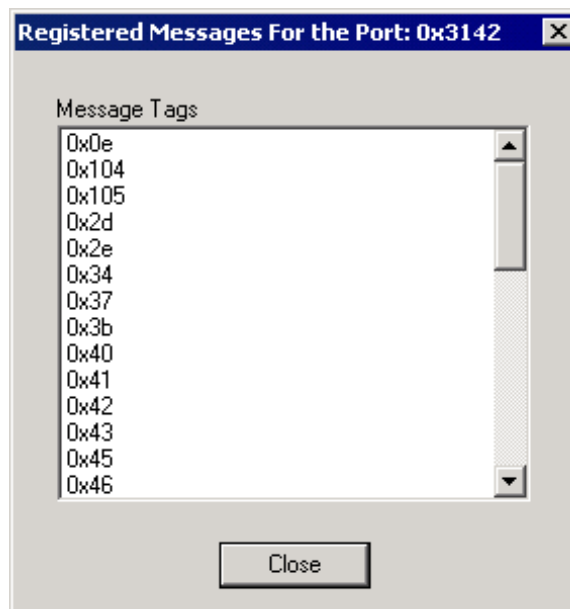 Registered Messages For the Port: 0x3142
Message Tags
0x0e
0x104
0x105
0x2d
0x2e
0x34
0x37
0x3b
0x40
0x41
0x42
0x43
0x45
0x46
Close